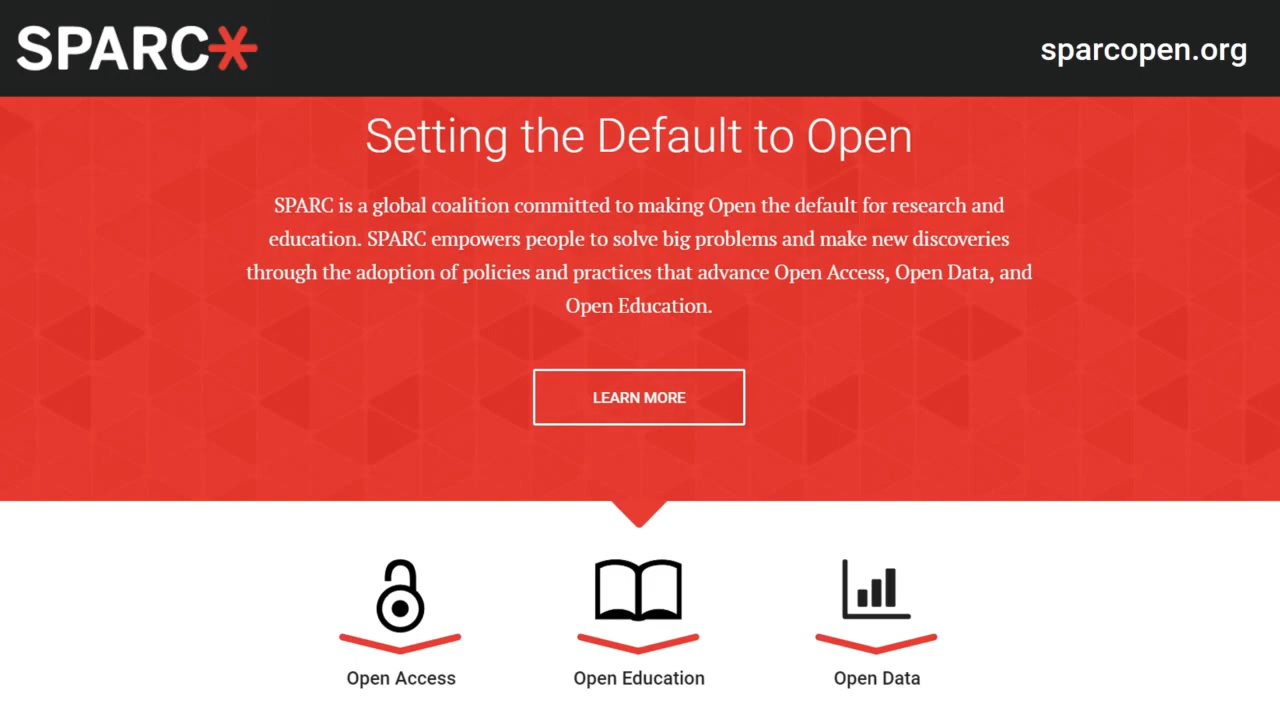 SPARC
sparcopen.org
Setting the Default to Open
SPARC is a global coalition committed to making Open the default for research and
education. SPARC empowers people to solve big problems and make new discoveries
through the adoption of policies and practices that advance Open Access, Open Data, and
Open Education.
LEARN MORE
Open Access
Open Education
Open Data